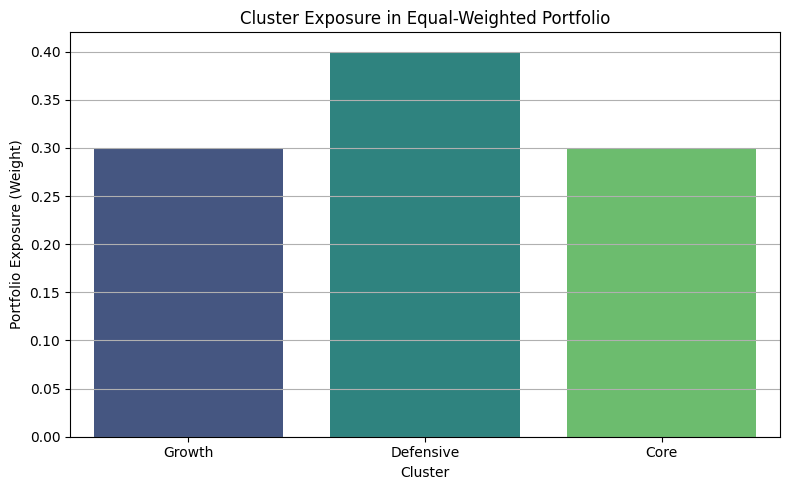 Cluster Exposure in Equal-Weighted Portfolio
Portfolio Exposure (Weight)
0.40
0.35
0.30
0.25
0.20
0.15
0.10
0.05
0.00
Growth Defensive Core
Cluster